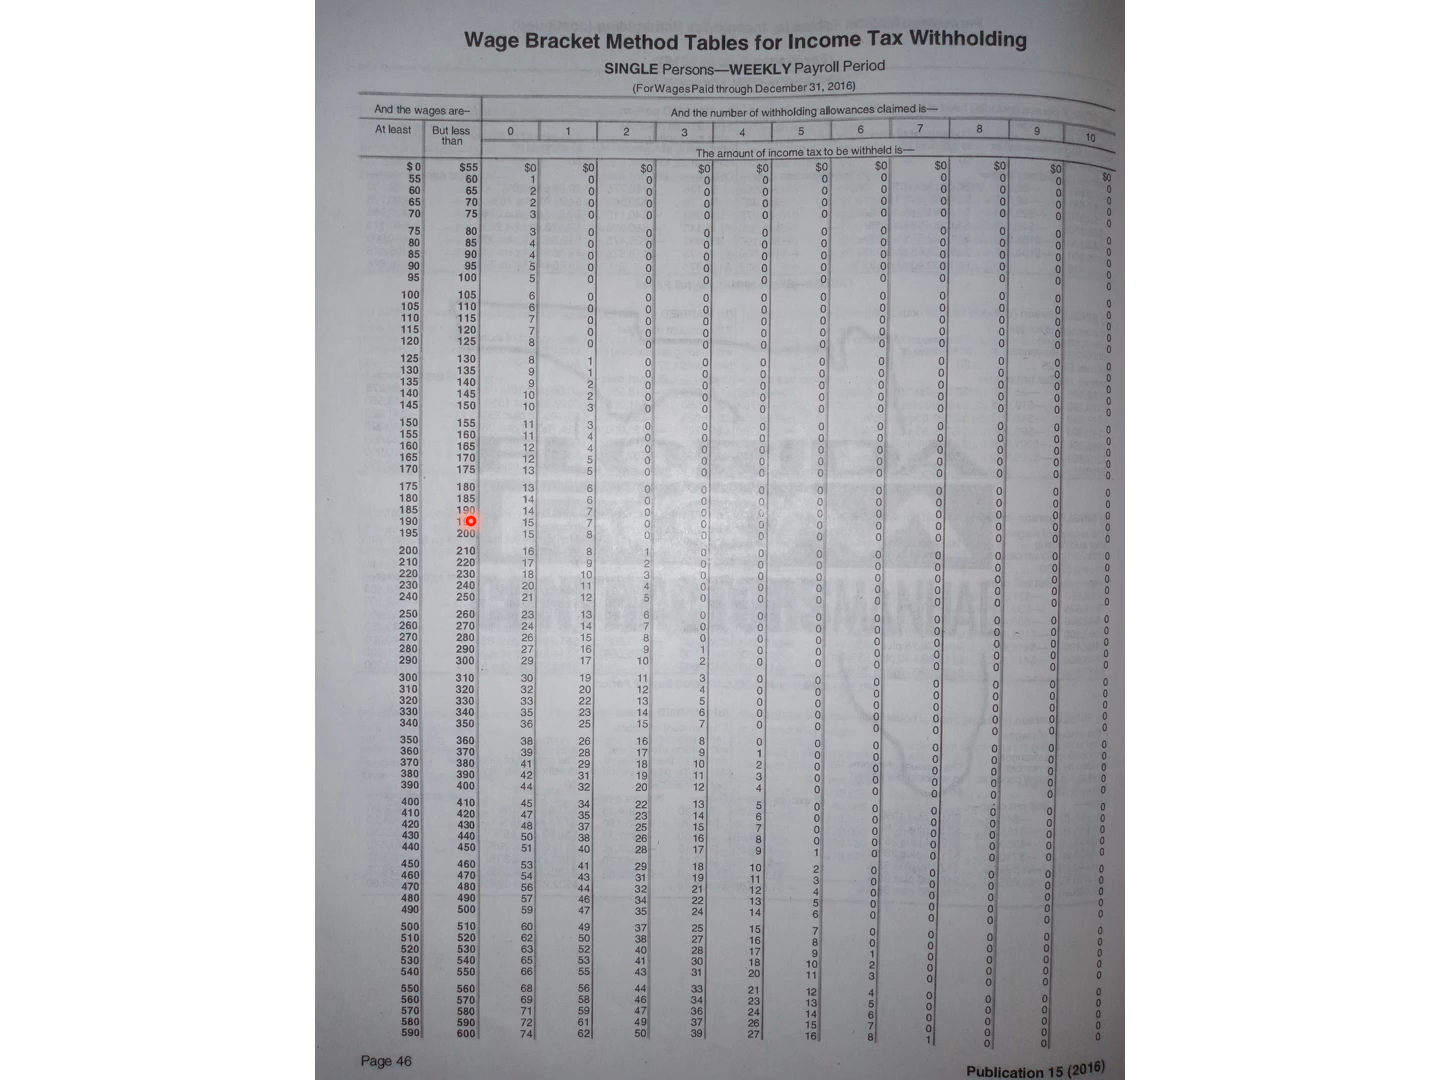 Wage Bracket Method Tables for Income Tax Withholding
SINGLE Persons—WEEKLY Payroll Period
(For Wages Paid through December 31, 2016)
And the wages are– And the number of withholding allowances claimed is—
At least But less than 0 1 2 3 4 5 6 7 8 9 10
The amount of income tax to be withheld is—
$0 $55 $0 $0 $0 $0 $0 $0 $0 $0 $0 $0 $0
55 60 1 0 0 0 0 0 0 0 0 0 0
60 65 2 0 0 0 0 0 0 0 0 0 0
65 70 2 0 0 0 0 0 0 0 0 0 0
70 75 3 0 0 0 0 0 0 0 0 0 0
75 80 3 0 0 0 0 0 0 0 0 0 0
80 85 4 0 0 0 0 0 0 0 0 0 0
85 90 4 0 0 0 0 0 0 0 0 0 0
90 95 5 0 0 0 0 0 0 0 0 0 0
95 100 5 0 0 0 0 0 0 0 0 0 0
100 105 6 0 0 0 0 0 0 0 0 0 0
105 110 6 0 0 0 0 0 0 0 0 0 0
110 115 7 0 0 0 0 0 0 0 0 0 0
115 120 7 0 0 0 0 0 0 0 0 0 0
120 125 8 0 0 0 0 0 0 0 0 0 0
125 130 8 1 0 0 0 0 0 0 0 0 0
130 135 9 1 0 0 0 0 0 0 0 0 0
135 140 9 2 0 0 0 0 0 0 0 0 0
140 145 10 2 0 0 0 0 0 0 0 0 0
145 150 10 3 0 0 0 0 0 0 0 0 0
150 155 11 3 0 0 0 0 0 0 0 0 0
155 160 11 4 0 0 0 0 0 0 0 0 0
160 165 12 4 0 0 0 0 0 0 0 0 0
165 170 12 5 0 0 0 0 0 0 0 0 0
170 175 13 5 0 0 0 0 0 0 0 0 0
175 180 13 6 0 0 0 0 0 0 0 0 0
180 185 14 6 0 0 0 0 0 0 0 0 0
185 190 14 7 0 0 0 0 0 0 0 0 0
190 15 7 0 0 0 0 0 0 0 0 0
195 200 15 8 0 0 0 0 0 0 0 0 0
200 210 16 8 1 0 0 0 0 0 0 0 0
210 220 17 9 2 0 0 0 0 0 0 0 0
220 230 18 10 3 0 0 0 0 0 0 0 0
230 240 20 11 4 0 0 0 0 0 0 0 0
240 250 21 12 5 0 0 0 0 0 0 0 0
250 260 23 13 6 0 0 0 0 0 0 0 0
260 270 24 14 7 0 0 0 0 0 0 0 0
270 280 26 15 8 0 0 0 0 0 0 0 0
280 290 27 16 9 1 0 0 0 0 0 0 0
290 300 29 17 10 2 0 0 0 0 0 0 0
300 310 30 19 11 3 0 0 0 0 0 0 0
310 320 32 20 12 4 0 0 0 0 0 0 0
320 330 33 22 13 5 0 0 0 0 0 0 0
330 340 35 23 14 6 0 0 0 0 0 0 0
340 350 36 25 15 7 0 0 0 0 0 0 0
350 360 38 26 16 8 0 0 0 0 0 0 0
360 370 39 28 17 9 1 0 0 0 0 0 0
370 380 41 29 18 10 2 0 0 0 0 0 0
380 390 42 31 19 11 3 0 0 0 0 0 0
390 400 44 32 20 12 4 0 0 0 0 0 0
400 410 45 34 22 13 5 0 0 0 0 0 0
410 420 47 35 23 14 6 0 0 0 0 0 0
420 430 48 37 25 15 7 0 0 0 0 0 0
430 440 50 38 26 16 8 0 0 0 0 0 0
440 450 51 40 28 17 9 1 0 0 0 0 0
450 460 53 41 29 18 10 2 0 0 0 0 0
460 470 54 43 31 19 11 3 0 0 0 0 0
470 480 56 44 32 21 12 4 0 0 0 0 0
480 490 57 46 34 22 13 5 0 0 0 0 0
490 500 59 47 35 24 14 6 0 0 0 0 0
500 510 60 49 37 25 15 7 0 0 0 0 0
510 520 62 50 38 27 16 8 0 0 0 0 0
520 530 63 52 40 28 17 9 1 0 0 0 0
530 540 65 53 41 30 18 10 2 0 0 0 0
540 550 66 55 43 31 20 11 3 0 0 0 0
550 560 68 56 44 33 21 12 4 0 0 0 0
560 570 69 58 46 34 23 13 5 0 0 0 0
570 580 71 59 47 36 24 14 6 0 0 0 0
580 590 72 61 49 37 26 15 7 0 0 0 0
590 600 74 62 50 39 27 16 8 1 0 0 0
Page 46
Publication 15 (2016)